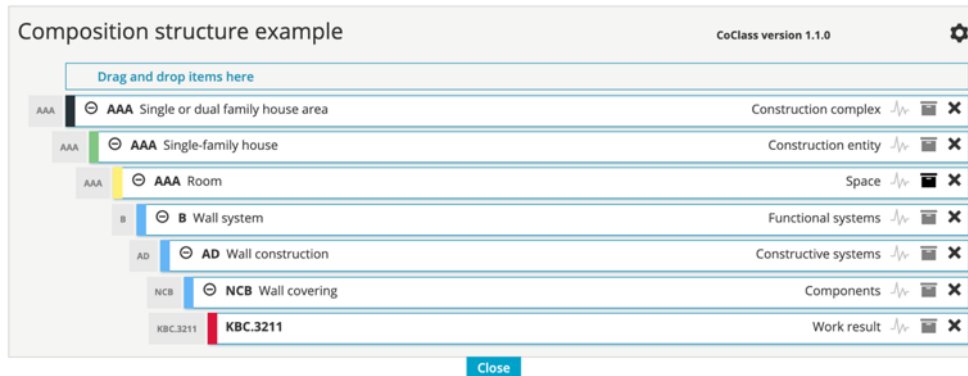 Composition structure example CoClass version 1.1.0
Drag and drop items here
AAA AAA Single or dual family house area Construction complex
AAA AAA Single-family house Construction entity
AAA AAA Room Space
B B Wall system Functional systems
AD AD Wall construction Constructive systems
NCB NCB Wall covering Components
KBC.3211 KBC.3211 Work result
Close